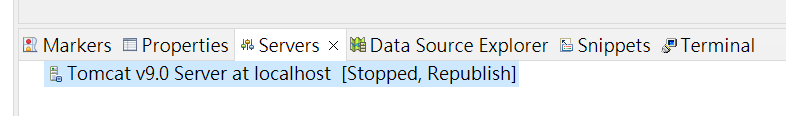 Markers Properties Servers Data Source Explorer Snippets Terminal
Tomcat v9.0 Server at localhost [Stopped, Republish]